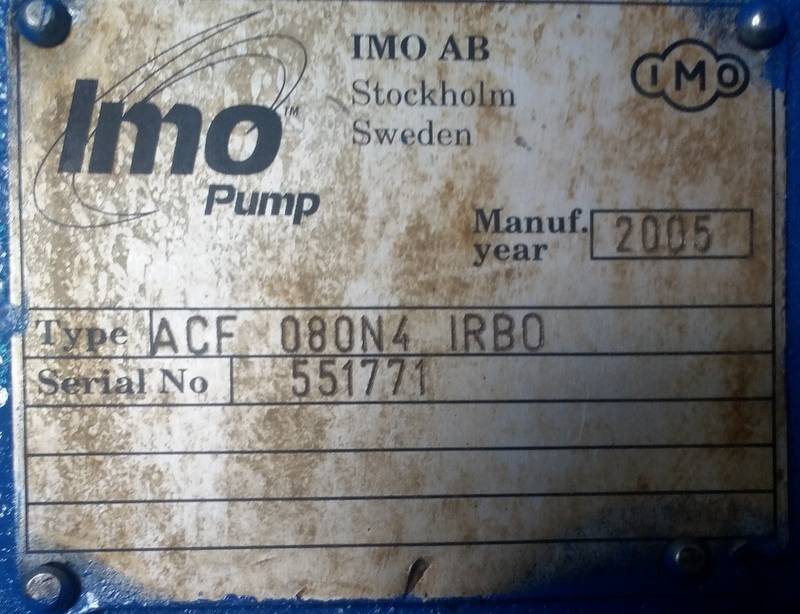 Imo™
Pump
IMO AB
Stockholm
Sweden
IMO
Manuf.
year 2005
Type ACF 080N4 IRBO
Serial No 551771